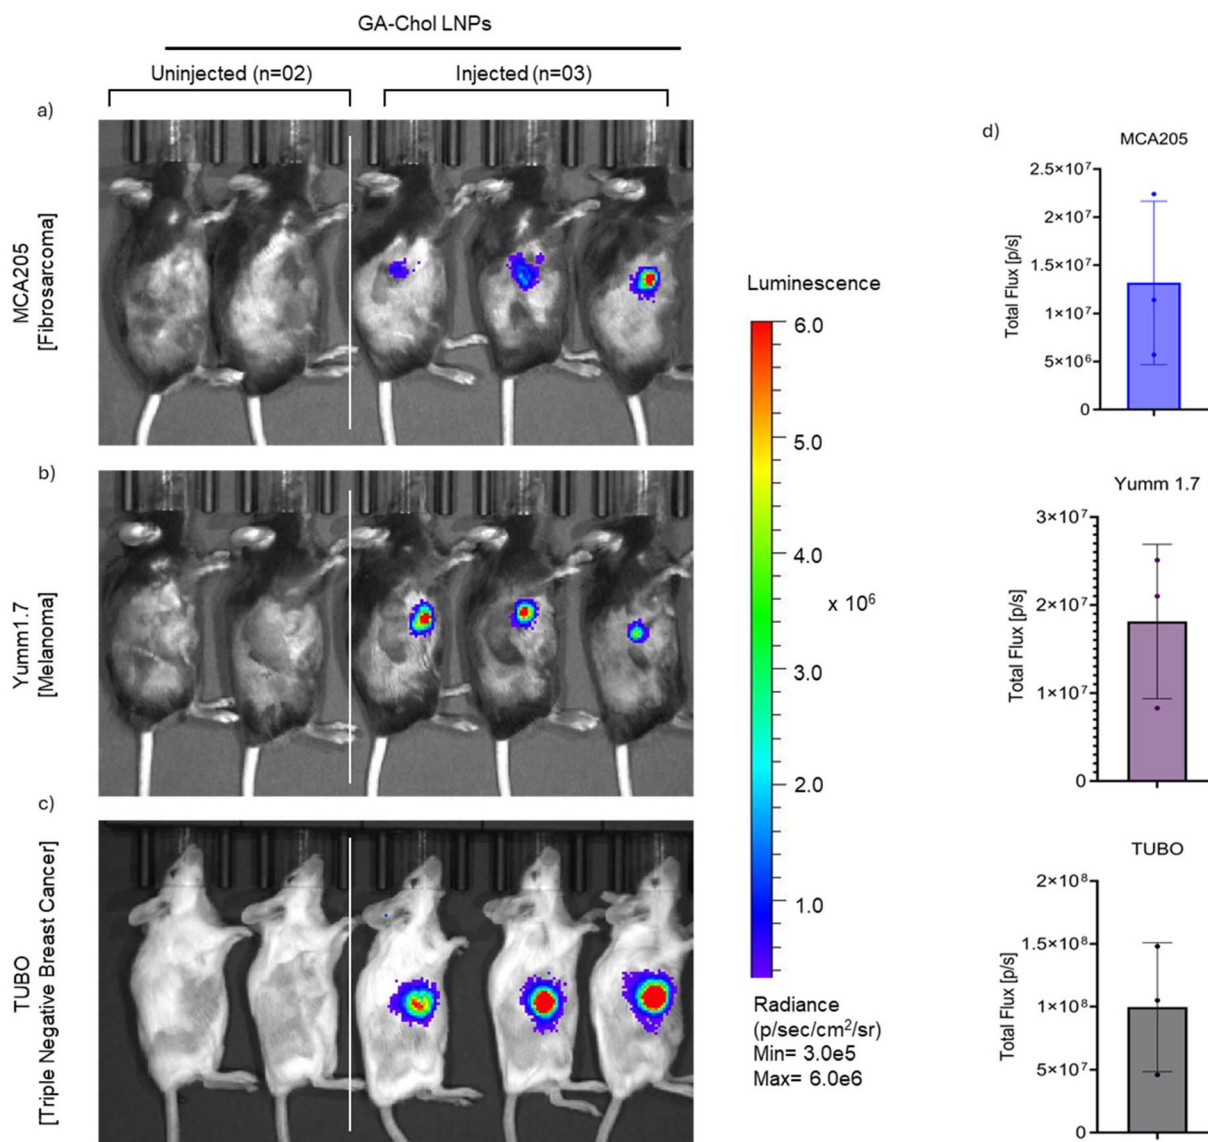 GA-Chol LNPs
Uninjected (n=02)
Injected (n=03)
a)
MCA205
[Fibrosarcoma]
b)
Yumm1.7
[Melanoma]
c)
TUBO
[Triple Negative Breast Cancer]
Luminescence
6.0
5.0
4.0
x 10⁶
3.0
2.0
1.0
Radiance
(p/sec/cm²/sr)
Min= 3.0e5
Max= 6.0e6
d)
MCA205
Total Flux [p/s]
2.5×10⁷
2×10⁷
1.5×10⁷
1×10⁷
5×10⁶
0
Yumm 1.7
Total Flux [p/s]
3×10⁷
2×10⁷
1×10⁷
0
TUBO
Total Flux [p/s]
2×10⁸
1.5×10⁸
1×10⁸
5×10⁷
0